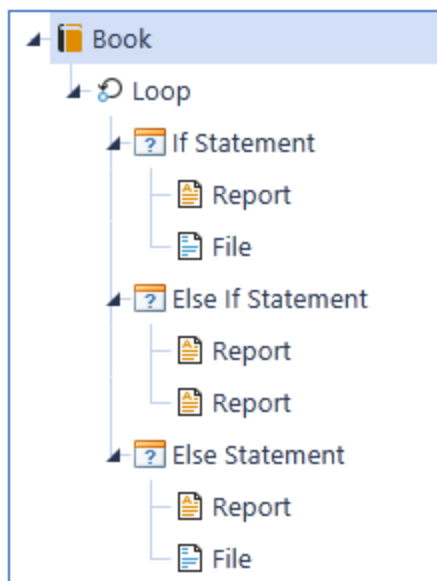 Book
Loop
If Statement
Report
File
Else If Statement
Report
Report
Else Statement
Report
File